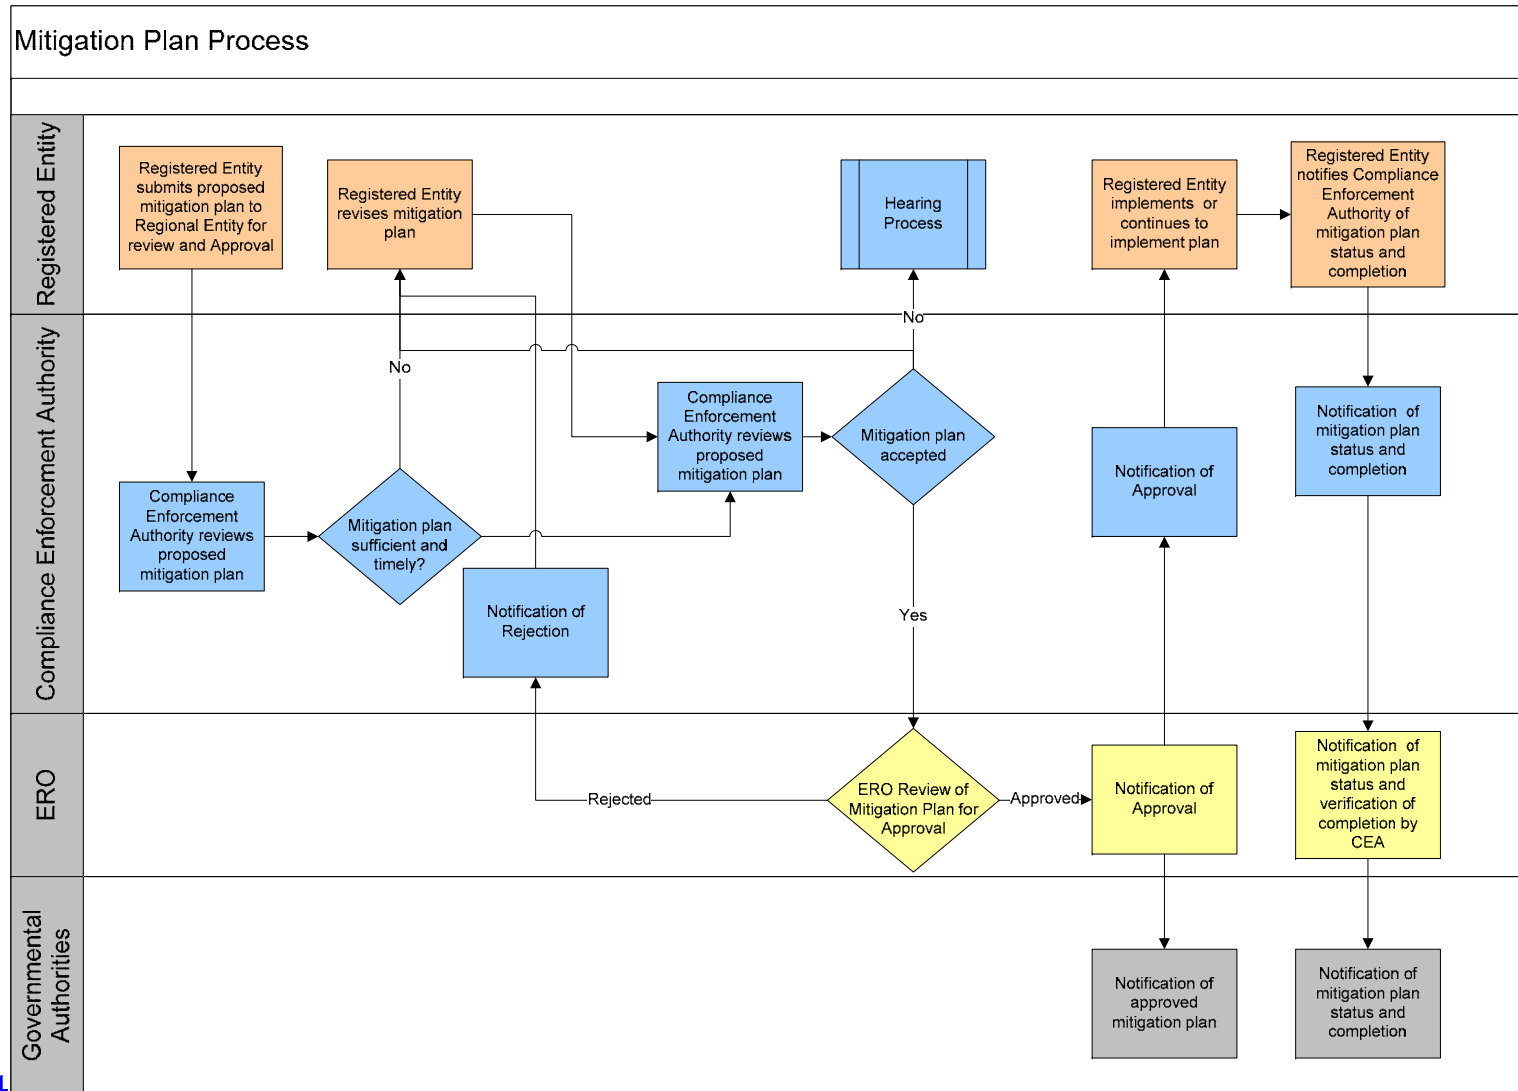 Mitigation Plan Process
Registered Entity
Registered Entity
submits proposed
mitigation plan to
Regional Entity for
review and Approval
Registered Entity
revises mitigation
plan
Hearing
Process
Registered Entity
implements or
continues to
implement plan
Registered Entity
notifies Compliance
Enforcement
Authority of
mitigation plan
status and
completion
Compliance Enforcement Authority
No
No
Compliance
Enforcement
Authority reviews
proposed
mitigation plan
Mitigation plan
sufficient and
timely?
Notification of
Rejection
Compliance
Enforcement
Authority reviews
proposed
mitigation plan
Mitigation plan
accepted
Yes
Notification of
Approval
Notification of
mitigation plan
status and
completion
ERO
Rejected
ERO Review of
Mitigation Plan for
Approval
Approved
Notification of
Approval
Notification of
mitigation plan
status and
verification of
completion by
CEA
Governmental
Authorities
Notification of
approved
mitigation plan
Notification of
mitigation plan
status and
completion